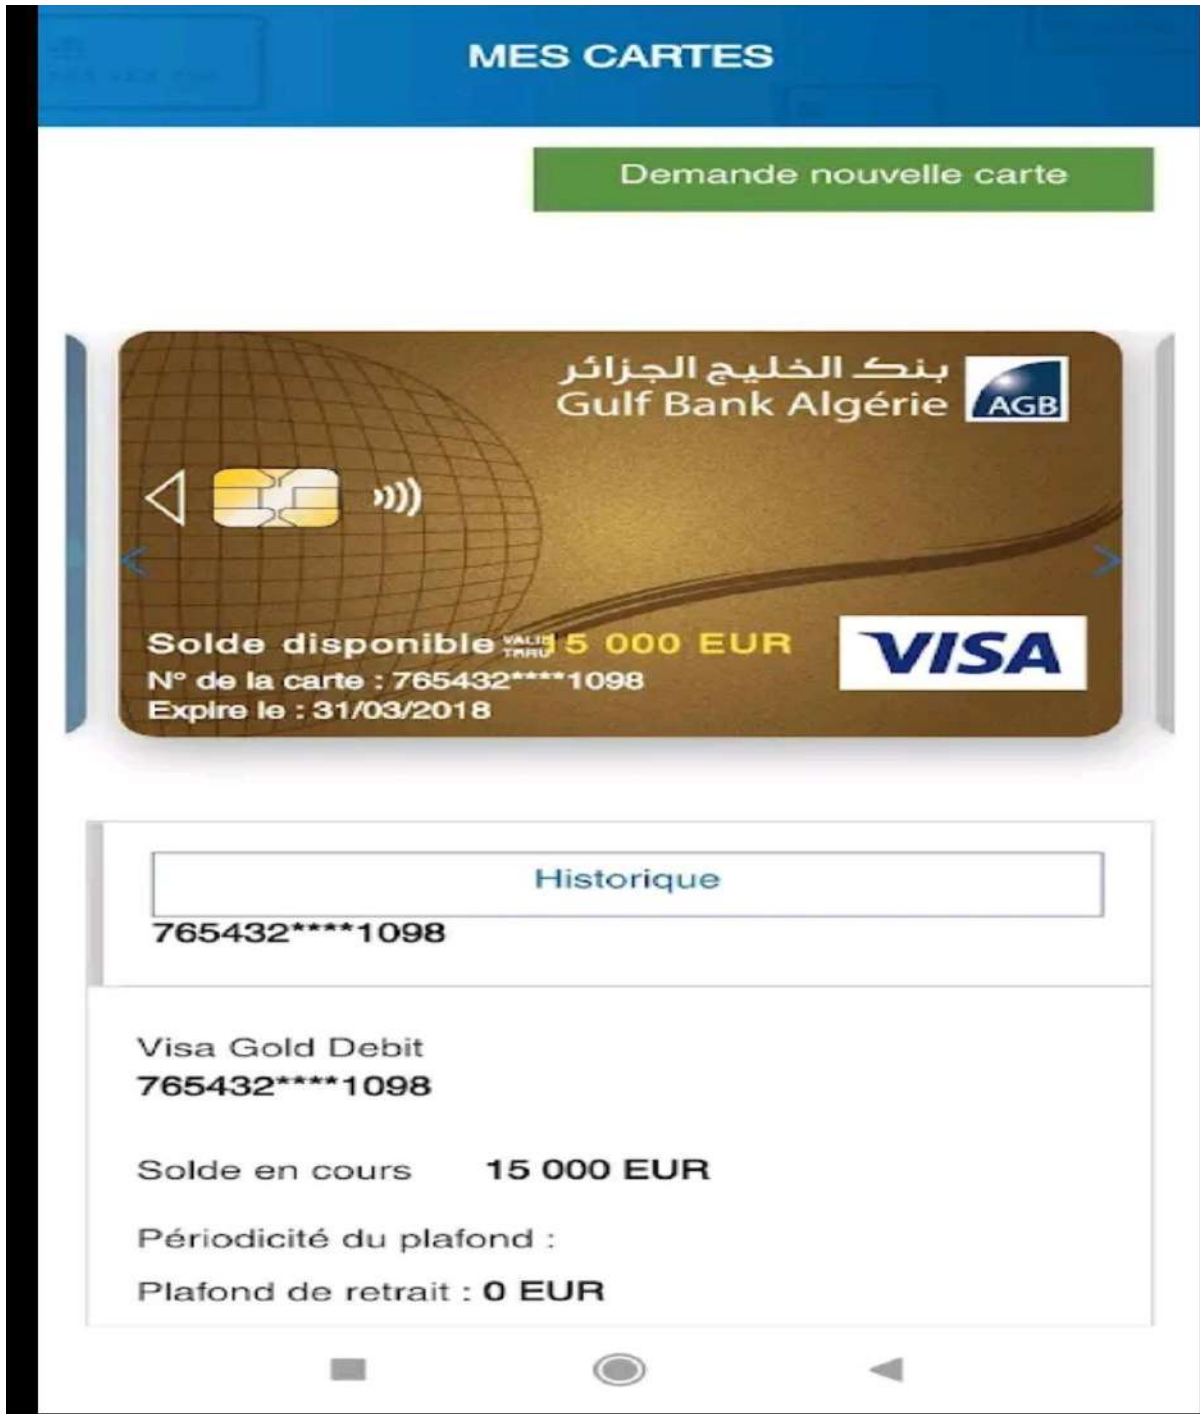 MES CARTES
Demande nouvelle carte
بنك الخليج الجزائر
Gulf Bank Algérie AGB
Solde disponible VALID THRU 15 000 EUR
N° de la carte : 765432****1098
Expire le : 31/03/2018
VISA
Historique
765432****1098
Visa Gold Debit
765432****1098
Solde en cours 15 000 EUR
Périodicité du plafond :
Plafond de retrait : 0 EUR